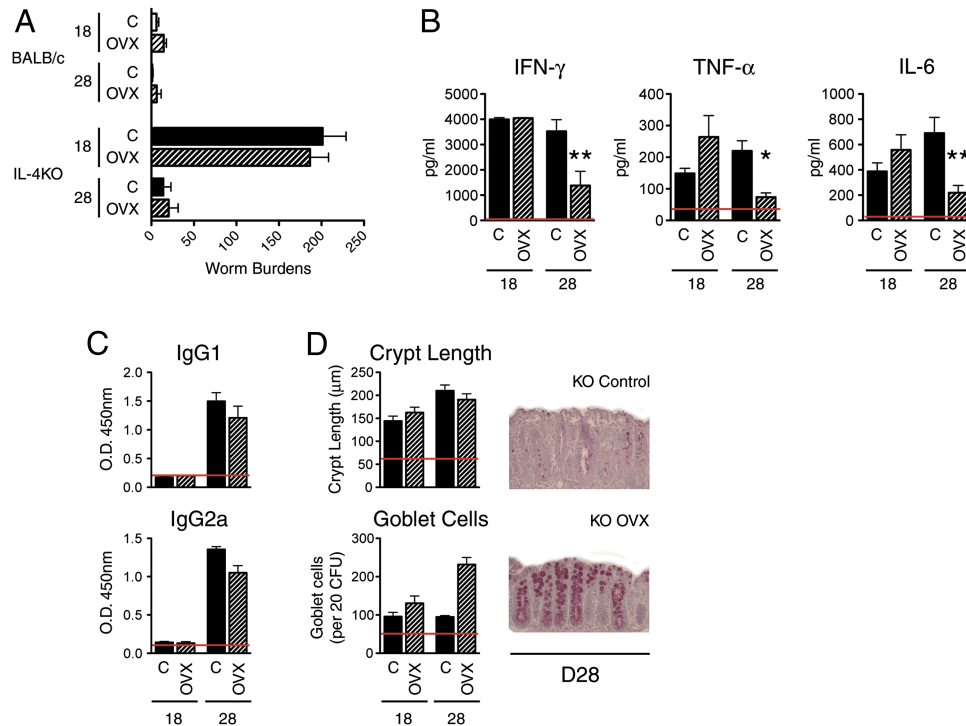 A
BALB/c
18
C
OVX
28
C
OVX
IL-4KO
18
C
OVX
28
C
OVX
0 50 100 150 200 250
Worm Burdens
B
IFN-γ
pg/ml
5000
4000
3000
2000
1000
0
**
C OVX C OVX
18 28
TNF-α
pg/ml
400
300
200
100
0
*
C OVX C OVX
18 28
IL-6
pg/ml
1000
800
600
400
200
0
**
C OVX C OVX
18 28
C
IgG1
O.D. 450nm
2.0
1.5
1.0
0.5
0.0
IgG2a
O.D. 450nm
1.5
1.0
0.5
0.0
C OVX C OVX
18 28
D
Crypt Length
Crypt Length (μm)
250
200
150
100
50
0
KO Control
Goblet Cells
Goblet cells
(per 20 CFU)
300
200
100
0
C OVX C OVX
18 28
KO OVX
D28